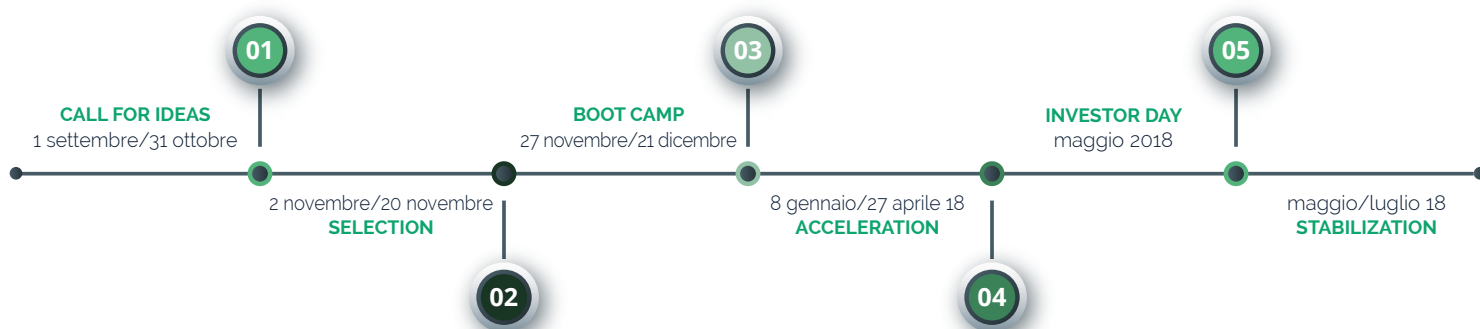 01
CALL FOR IDEAS
1 settembre/31 ottobre
2 novembre/20 novembre
SELECTION
02
03
BOOT CAMP
27 novembre/21 dicembre
8 gennaio/27 aprile 18
ACCELERATION
04
05
INVESTOR DAY
maggio 2018
maggio/luglio 18
STABILIZATION